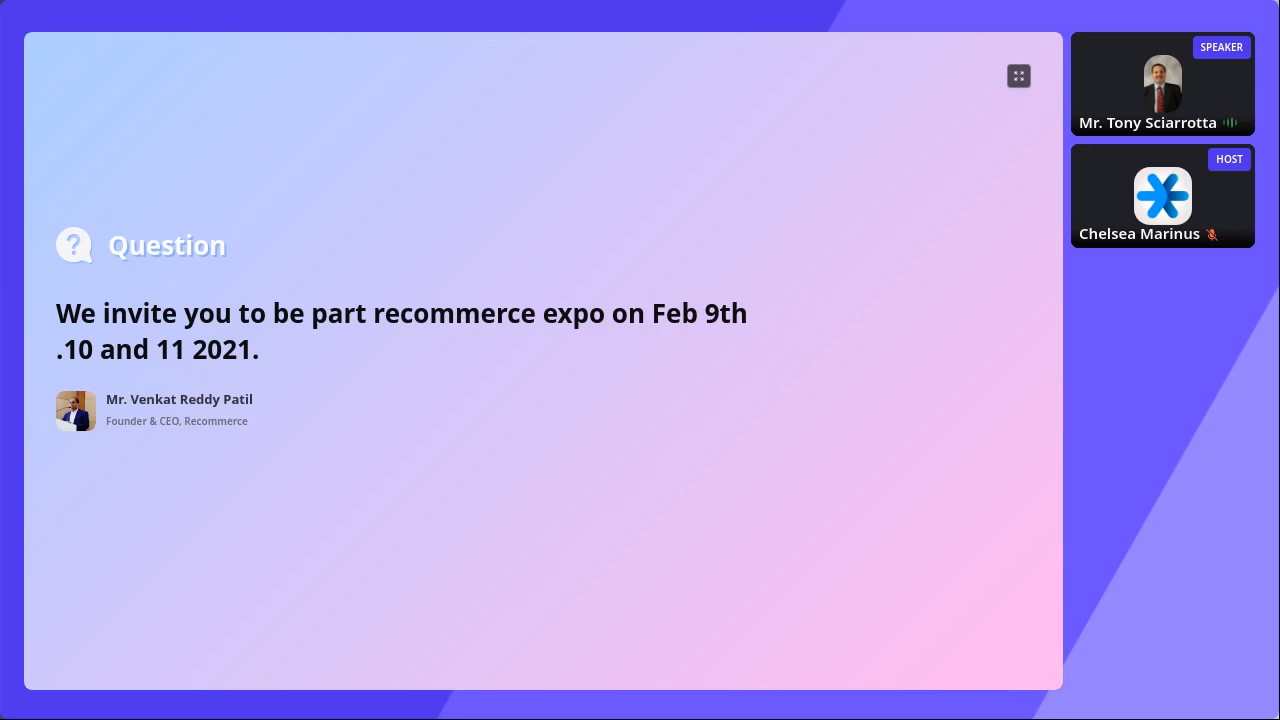 SPEAKER
Mr. Tony Sciarrotta
HOST
Chelsea Marinus
Question
We invite you to be part recommerce expo on Feb 9th
.10 and 11 2021.
Mr. Venkat Reddy Patil
Founder & CEO, Recommerce